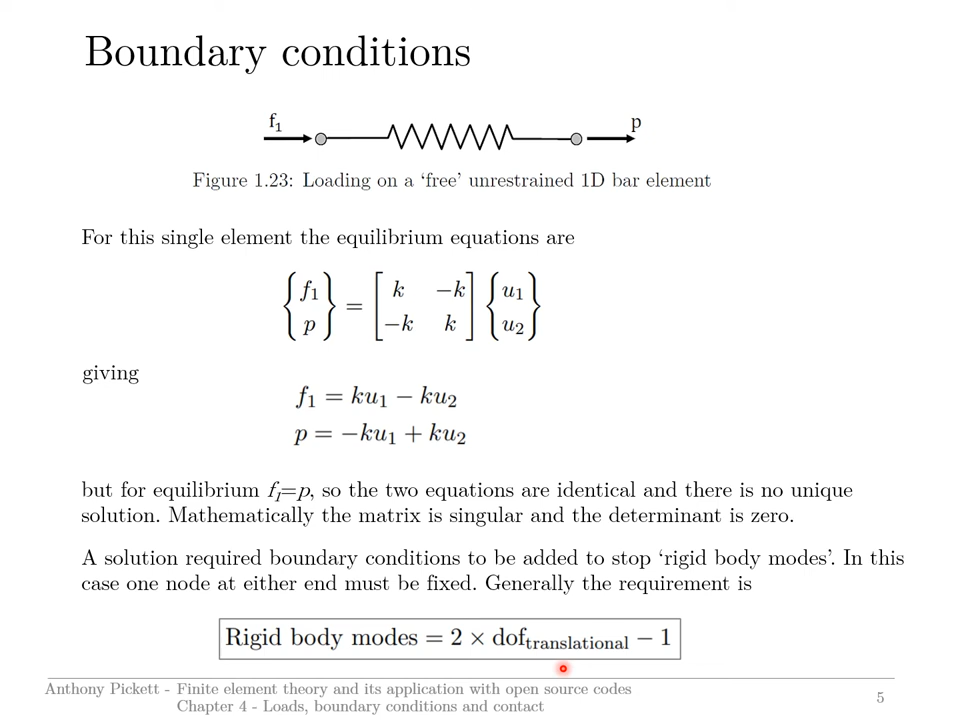 Boundary conditions
f₁ p
Figure 1.23: Loading on a ‘free’ unrestrained 1D bar element
For this single element the equilibrium equations are
{f₁ p} = [k −k −k k] {u₁ u₂}
giving
f₁ = ku₁ − ku₂
p = −ku₁ + ku₂
but for equilibrium f₁=p, so the two equations are identical and there is no unique
solution. Mathematically the matrix is singular and the determinant is zero.
A solution required boundary conditions to be added to stop ‘rigid body modes’. In this
case one node at either end must be fixed. Generally the requirement is
Rigid body modes = 2 × dof_translational − 1
Anthony Pickett - Finite element theory and its application with open source codes
Chapter 4 - Loads, boundary conditions and contact
5